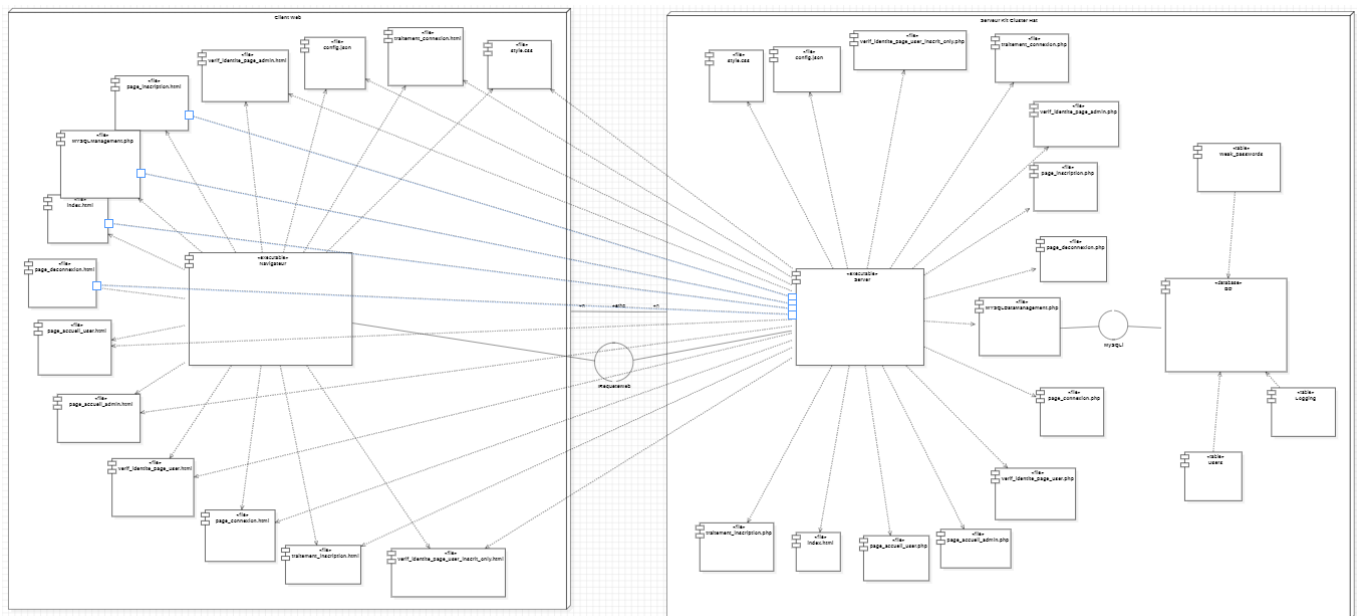 Client Web
«file»
traitement_connexion.html
«file»
config.json
«file»
style.css
«file»
verif_identite_page_admin.html
«file»
page_inscription.html
«file»
«file»
index.html
«executable»
Navigateur
«file»
page_deconnexion.html
«file»
page_accueil_user.html
«file»
page_accueil_admin.html
«file»
verif_identite_page_user.html
«file»
page_connexion.html
«file»
traitement_inscription.html
«file»
verif_identite_page_user_inscrit_only.html
RequeteWeb
Serveur Kit Cluster Hat
«file»
verif_identite_page_user_inscrit_only.php
«file»
traitement_connexion.php
«file»
config.json
«file»
style.css
«file»
verif_identite_page_admin.php
«file»
page_inscription.php
«file»
page_deconnexion.php
«executable»
Server
«file»
«file»
page_connexion.php
«file»
verif_identite_page_user.php
«file»
traitement_inscription.php
«file»
index.html
«file»
page_accueil_user.php
«file»
page_accueil_admin.php
MySQLi
«table»
weak_passwords
«database»
BD
«table»
Logging
«table»
users